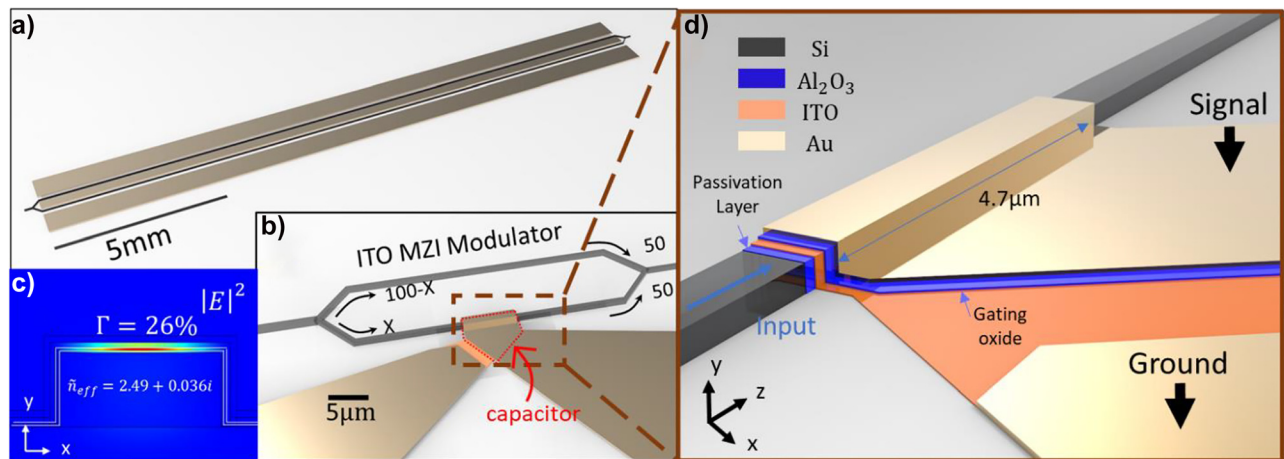 a)
5mm
b)
ITO MZI Modulator
50
100-X
X
50
5μm
capacitor
c)
|E|²
Γ = 26%
ñeff = 2.49 + 0.036i
y
x
d)
Si
Al₂O₃
ITO
Au
Signal
Passivation
Layer
4.7μm
Input
Gating
oxide
Ground
y
z
x